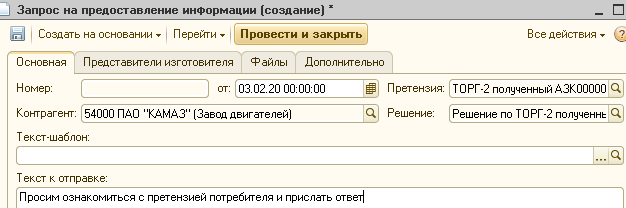 Запрос на предоставление информации (создание) *
Создать на основании Перейти Провести и закрыть Все действия
Основная Представители изготовителя Файлы Дополнительно
Номер: от: 03.02.20 00:00:00 Претензия: ТОРГ-2 полученный АЗК00000
Контрагент: 54000 ПАО "КАМАЗ" (Завод двигателей) Решение: Решение по ТОРГ-2 полученны
Текст-шаблон:
...
Текст к отправке:
Просим ознакомиться с претензией потребителя и прислать ответ